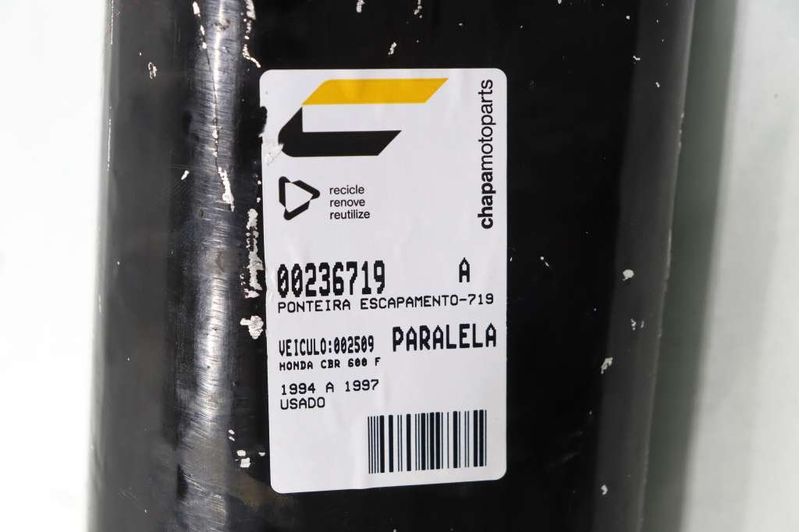 chapamotoparts
recicle
renove
reutilize
00236719 A
PONTEIRA ESCAPAMENTO-719
VEICULO:002509 PARALELA
HONDA CBR 600 F
1994 A 1997
USADO